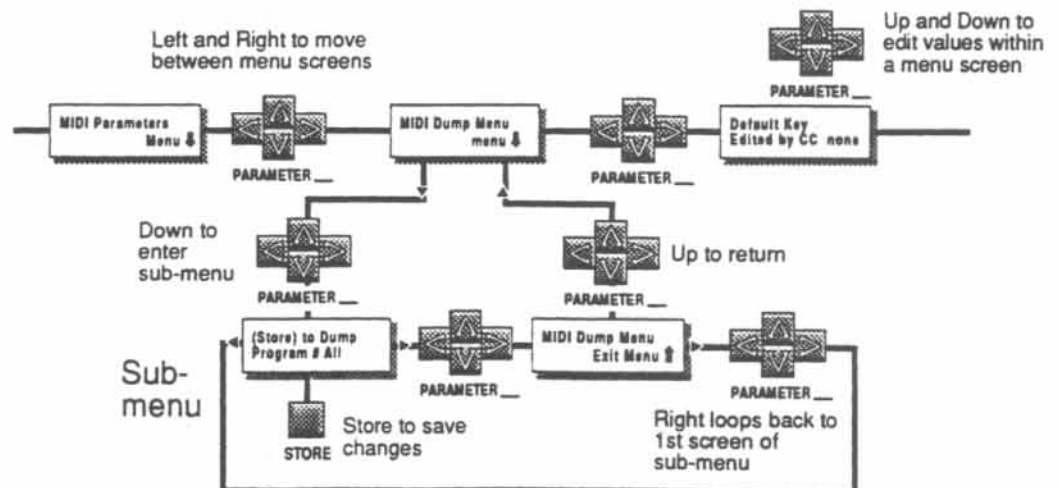 Left and Right to move
between menu screens
Up and Down to
edit values within
a menu screen
PARAMETER
MIDI Parameters
Menu ⬇
PARAMETER
MIDI Dump Menu
menu ⬇
PARAMETER
Default Key
Edited by CC none
Down to
enter
sub-menu
PARAMETER
Up to return
PARAMETER
Sub-
menu
(Store) to Dump
Program # All
PARAMETER
MIDI Dump Menu
Exit Menu ⬆
PARAMETER
STORE
Store to save
changes
Right loops back to
1st screen of
sub-menu